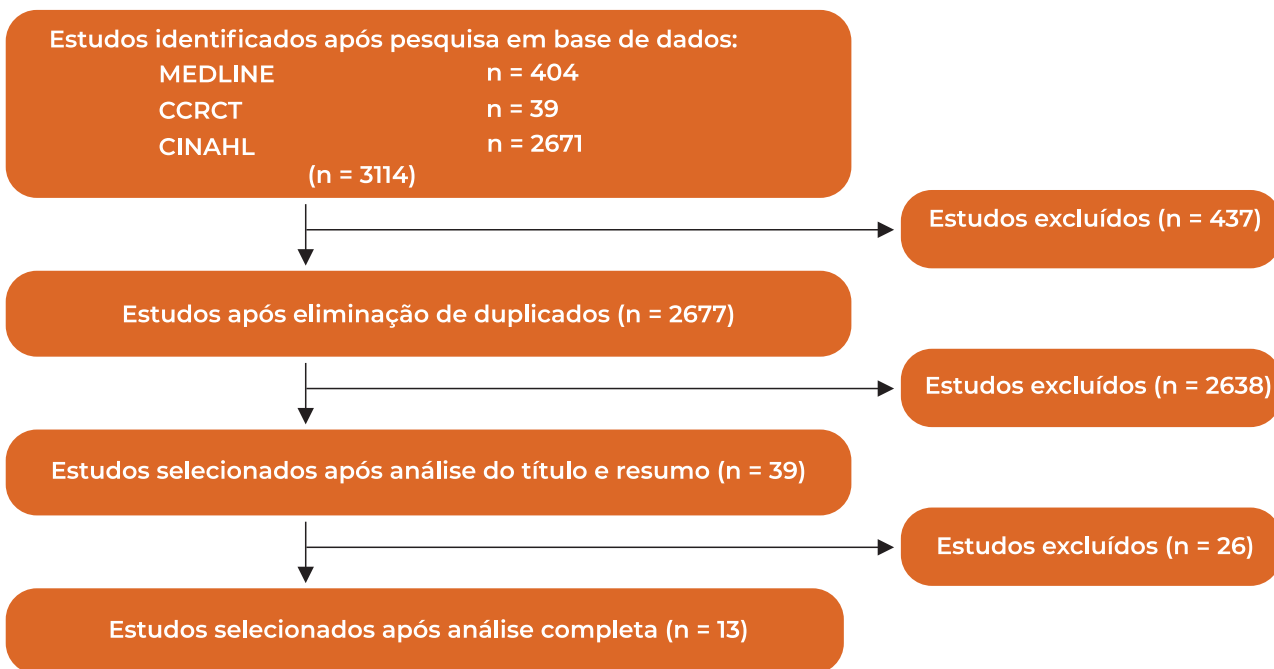 Estudos identificados após pesquisa em base de dados:
MEDLINE n = 404
CCRCT n = 39
CINAHL n = 2671
(n = 3114)
Estudos excluídos (n = 437)
Estudos após eliminação de duplicados (n = 2677)
Estudos excluídos (n = 2638)
Estudos selecionados após análise do título e resumo (n = 39)
Estudos excluídos (n = 26)
Estudos selecionados após análise completa (n = 13)